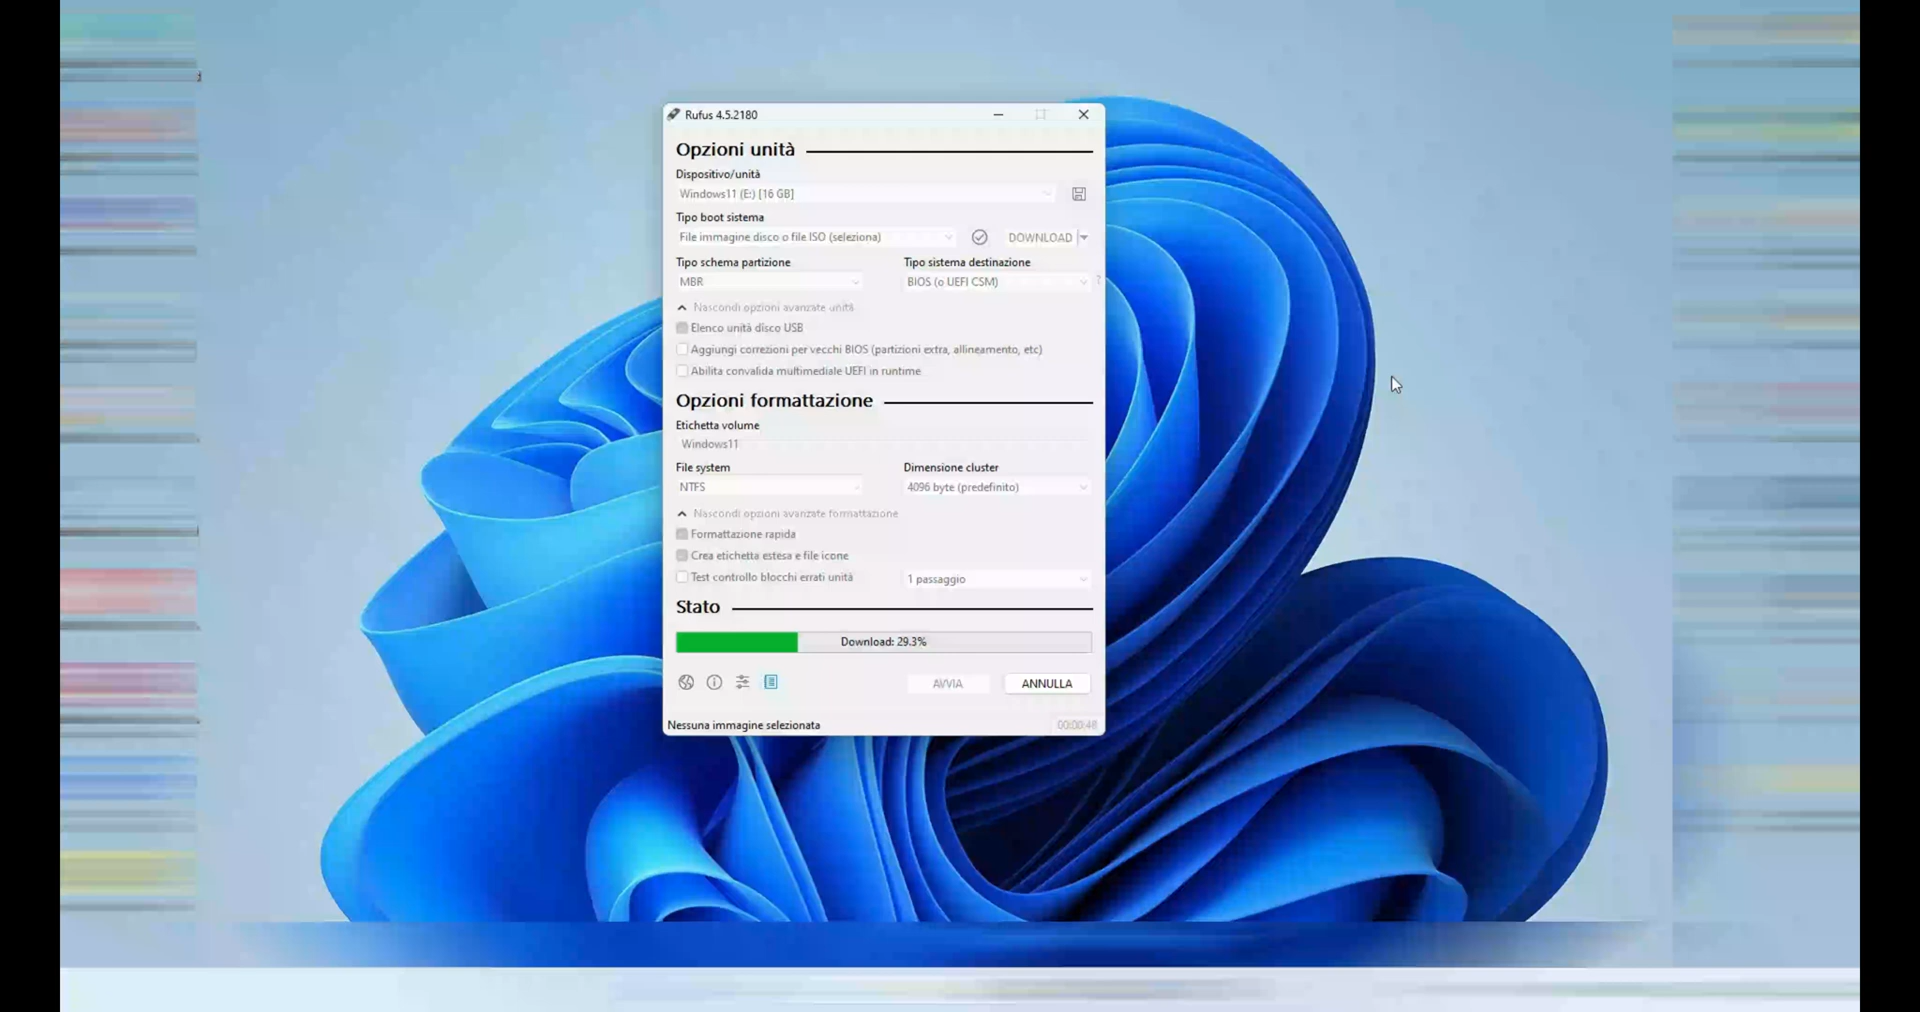 Rufus 4.5.2180
Opzioni unità
Dispositivo/unità
Windows11 (E:) [16 GB]
Tipo boot sistema
File immagine disco o file ISO (seleziona)
DOWNLOAD
Tipo schema partizione
Tipo sistema destinazione
MBR
BIOS (o UEFI CSM)
?
Nascondi opzioni avanzate unità
Elenco unità disco USB
Aggiungi correzioni per vecchi BIOS (partizioni extra, allineamento, etc)
Abilita convalida multimediale UEFI in runtime
Opzioni formattazione
Etichetta volume
Windows11
File system
Dimensione cluster
NTFS
4096 byte (predefinito)
Nascondi opzioni avanzate formattazione
Formattazione rapida
Crea etichetta estesa e file icone
Test controllo blocchi errati unità
1 passaggio
Stato
Download: 29.3%
AVVIA
ANNULLA
Nessuna immagine selezionata